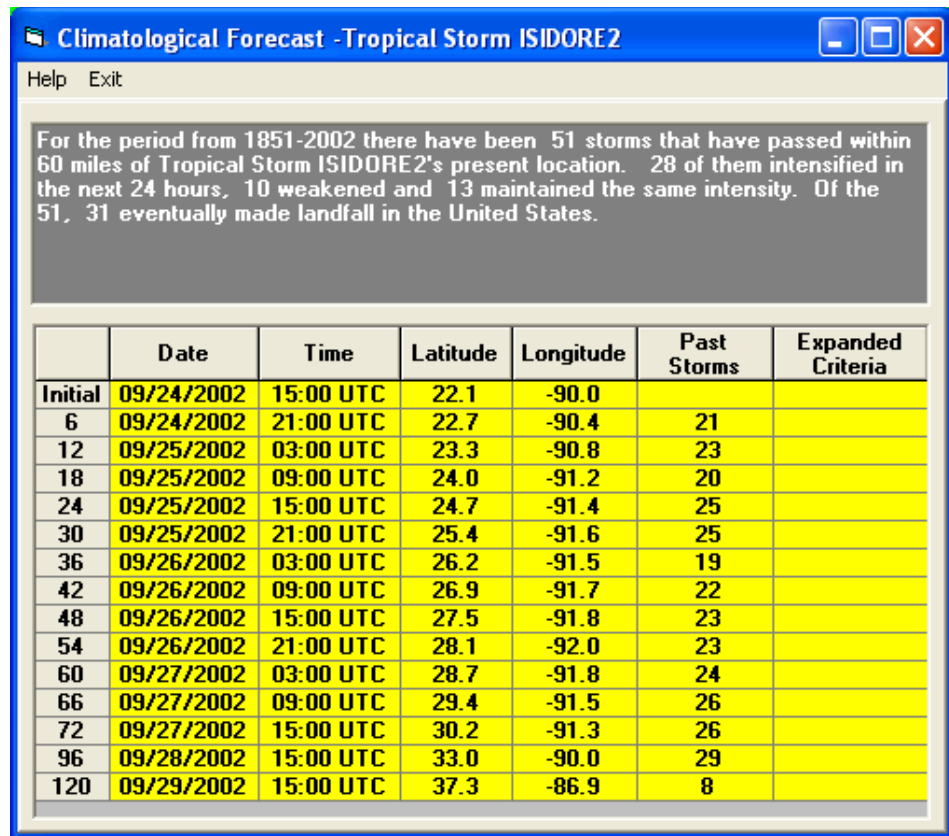 Climatological Forecast -Tropical Storm ISIDORE2
Help Exit
For the period from 1851-2002 there have been 51 storms that have passed within
60 miles of Tropical Storm ISIDORE2's present location. 28 of them intensified in
the next 24 hours, 10 weakened and 13 maintained the same intensity. Of the
51, 31 eventually made landfall in the United States.
Date Time Latitude Longitude Past Storms Expanded Criteria
Initial 09/24/2002 15:00 UTC 22.1 -90.0
6 09/24/2002 21:00 UTC 22.7 -90.4 21
12 09/25/2002 03:00 UTC 23.3 -90.8 23
18 09/25/2002 09:00 UTC 24.0 -91.2 20
24 09/25/2002 15:00 UTC 24.7 -91.4 25
30 09/25/2002 21:00 UTC 25.4 -91.6 25
36 09/26/2002 03:00 UTC 26.2 -91.5 19
42 09/26/2002 09:00 UTC 26.9 -91.7 22
48 09/26/2002 15:00 UTC 27.5 -91.8 23
54 09/26/2002 21:00 UTC 28.1 -92.0 23
60 09/27/2002 03:00 UTC 28.7 -91.8 24
66 09/27/2002 09:00 UTC 29.4 -91.5 26
72 09/27/2002 15:00 UTC 30.2 -91.3 26
96 09/28/2002 15:00 UTC 33.0 -90.0 29
120 09/29/2002 15:00 UTC 37.3 -86.9 8